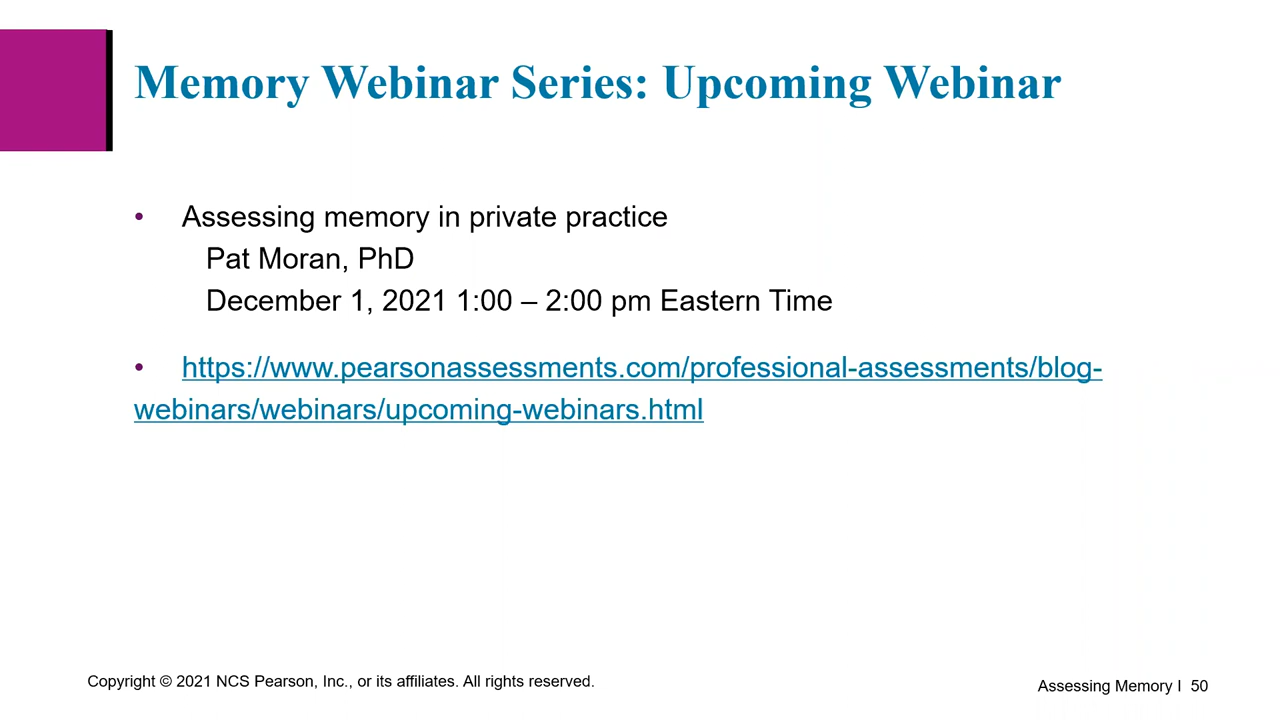 Memory Webinar Series: Upcoming Webinar
• Assessing memory in private practice
Pat Moran, PhD
December 1, 2021 1:00 – 2:00 pm Eastern Time
• https://www.pearsonassessments.com/professional-assessments/blog-
webinars/webinars/upcoming-webinars.html
Copyright © 2021 NCS Pearson, Inc., or its affiliates. All rights reserved.
Assessing Memory I 50